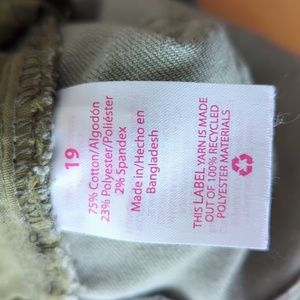 19
75% Cotton/Algodón
23% Polyester/Poliéster
2% Spandex
Made in/Hecho en
Bangladesh
THIS LABEL YARN IS MADE
OUT OF 100% RECYCLED
POLYESTER MATERIALS